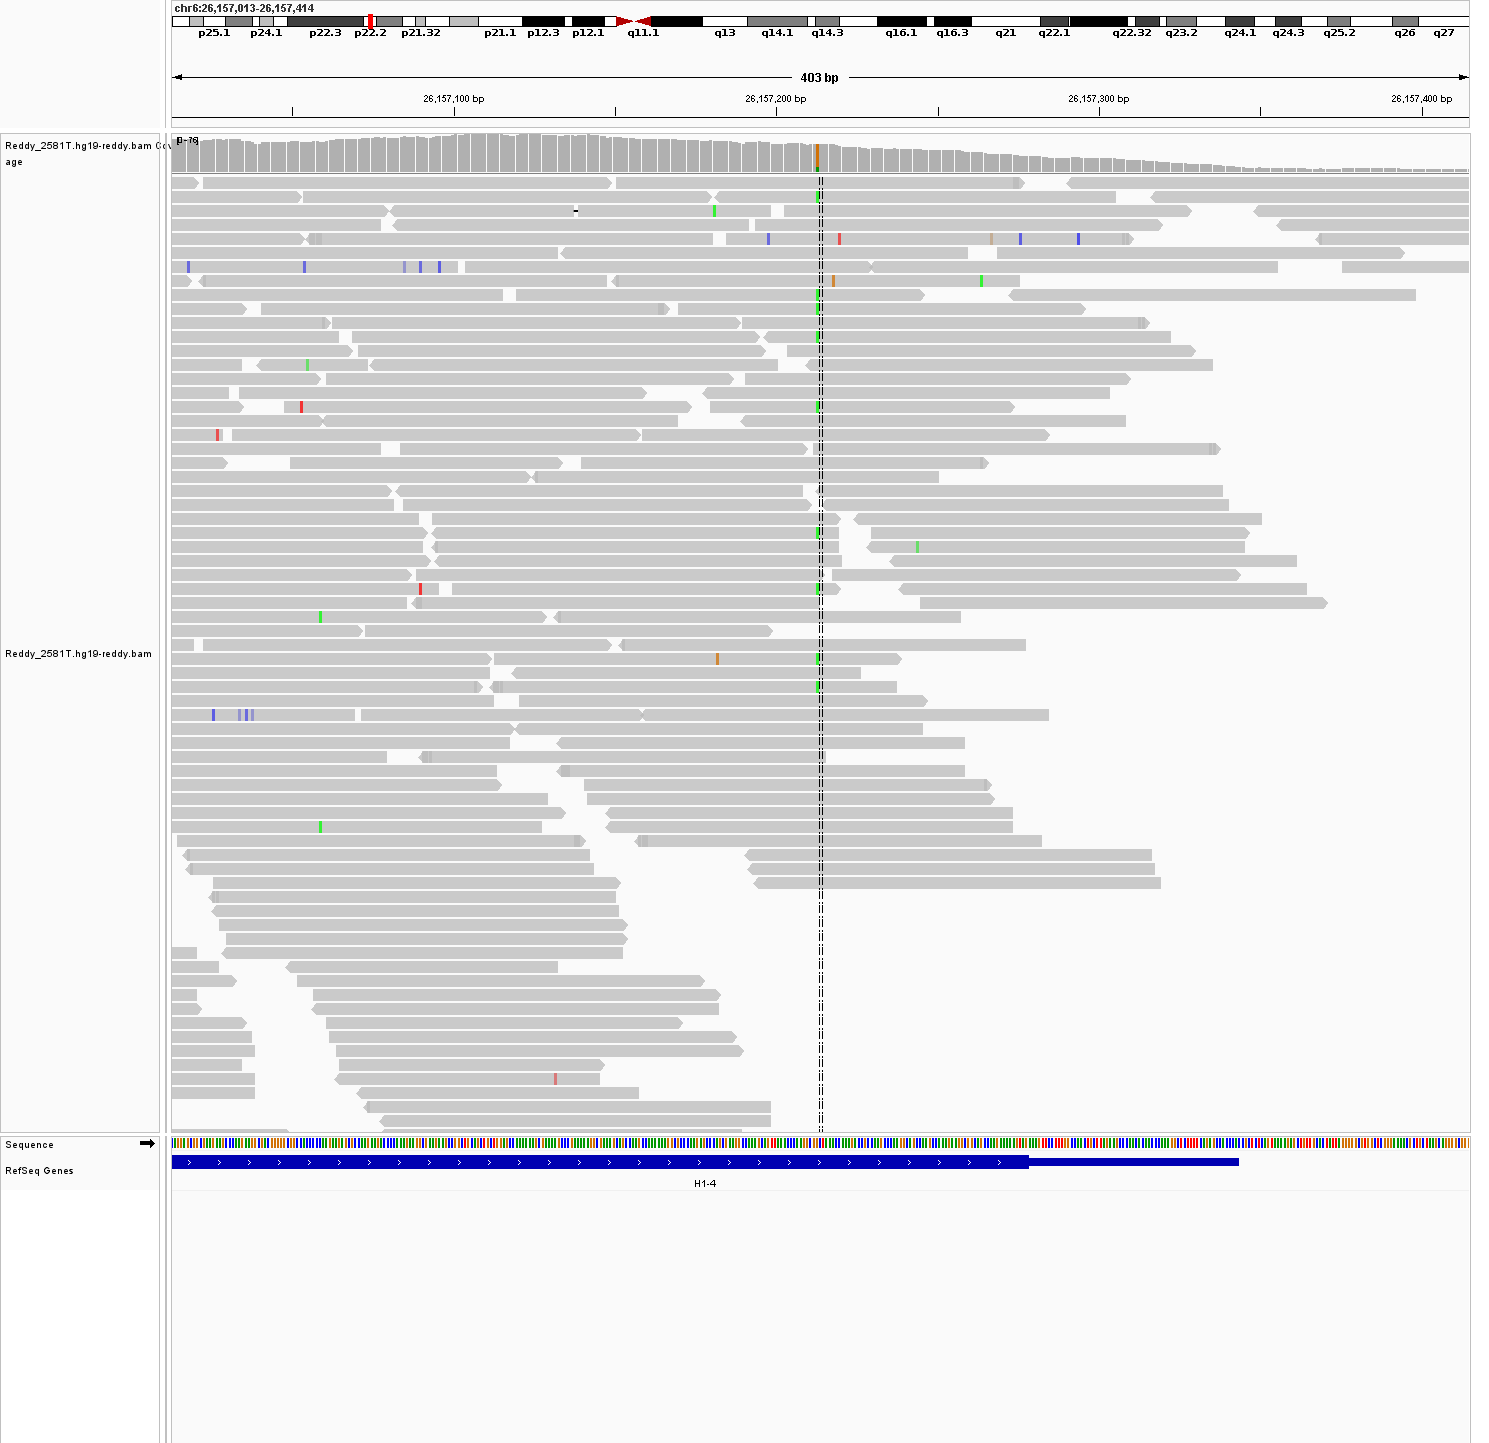 chr6:26,157,013-26,157,414
p25.1 p24.1 p22.3 p22.2 p21.32 p21.1 p12.3 p12.1 q11.1 q13 q14.1 q14.3 q16.1 q16.3 q21 q22.1 q22.32 q23.2 q24.1 q24.3 q25.2 q26 q27
403 bp
26,157,100 bp 26,157,200 bp 26,157,300 bp 26,157,400 bp
Reddy_2581T.hg19-reddy.bam Cov
age
[0-76]
Reddy_2581T.hg19-reddy.bam
Sequence
RefSeq Genes
H1-4